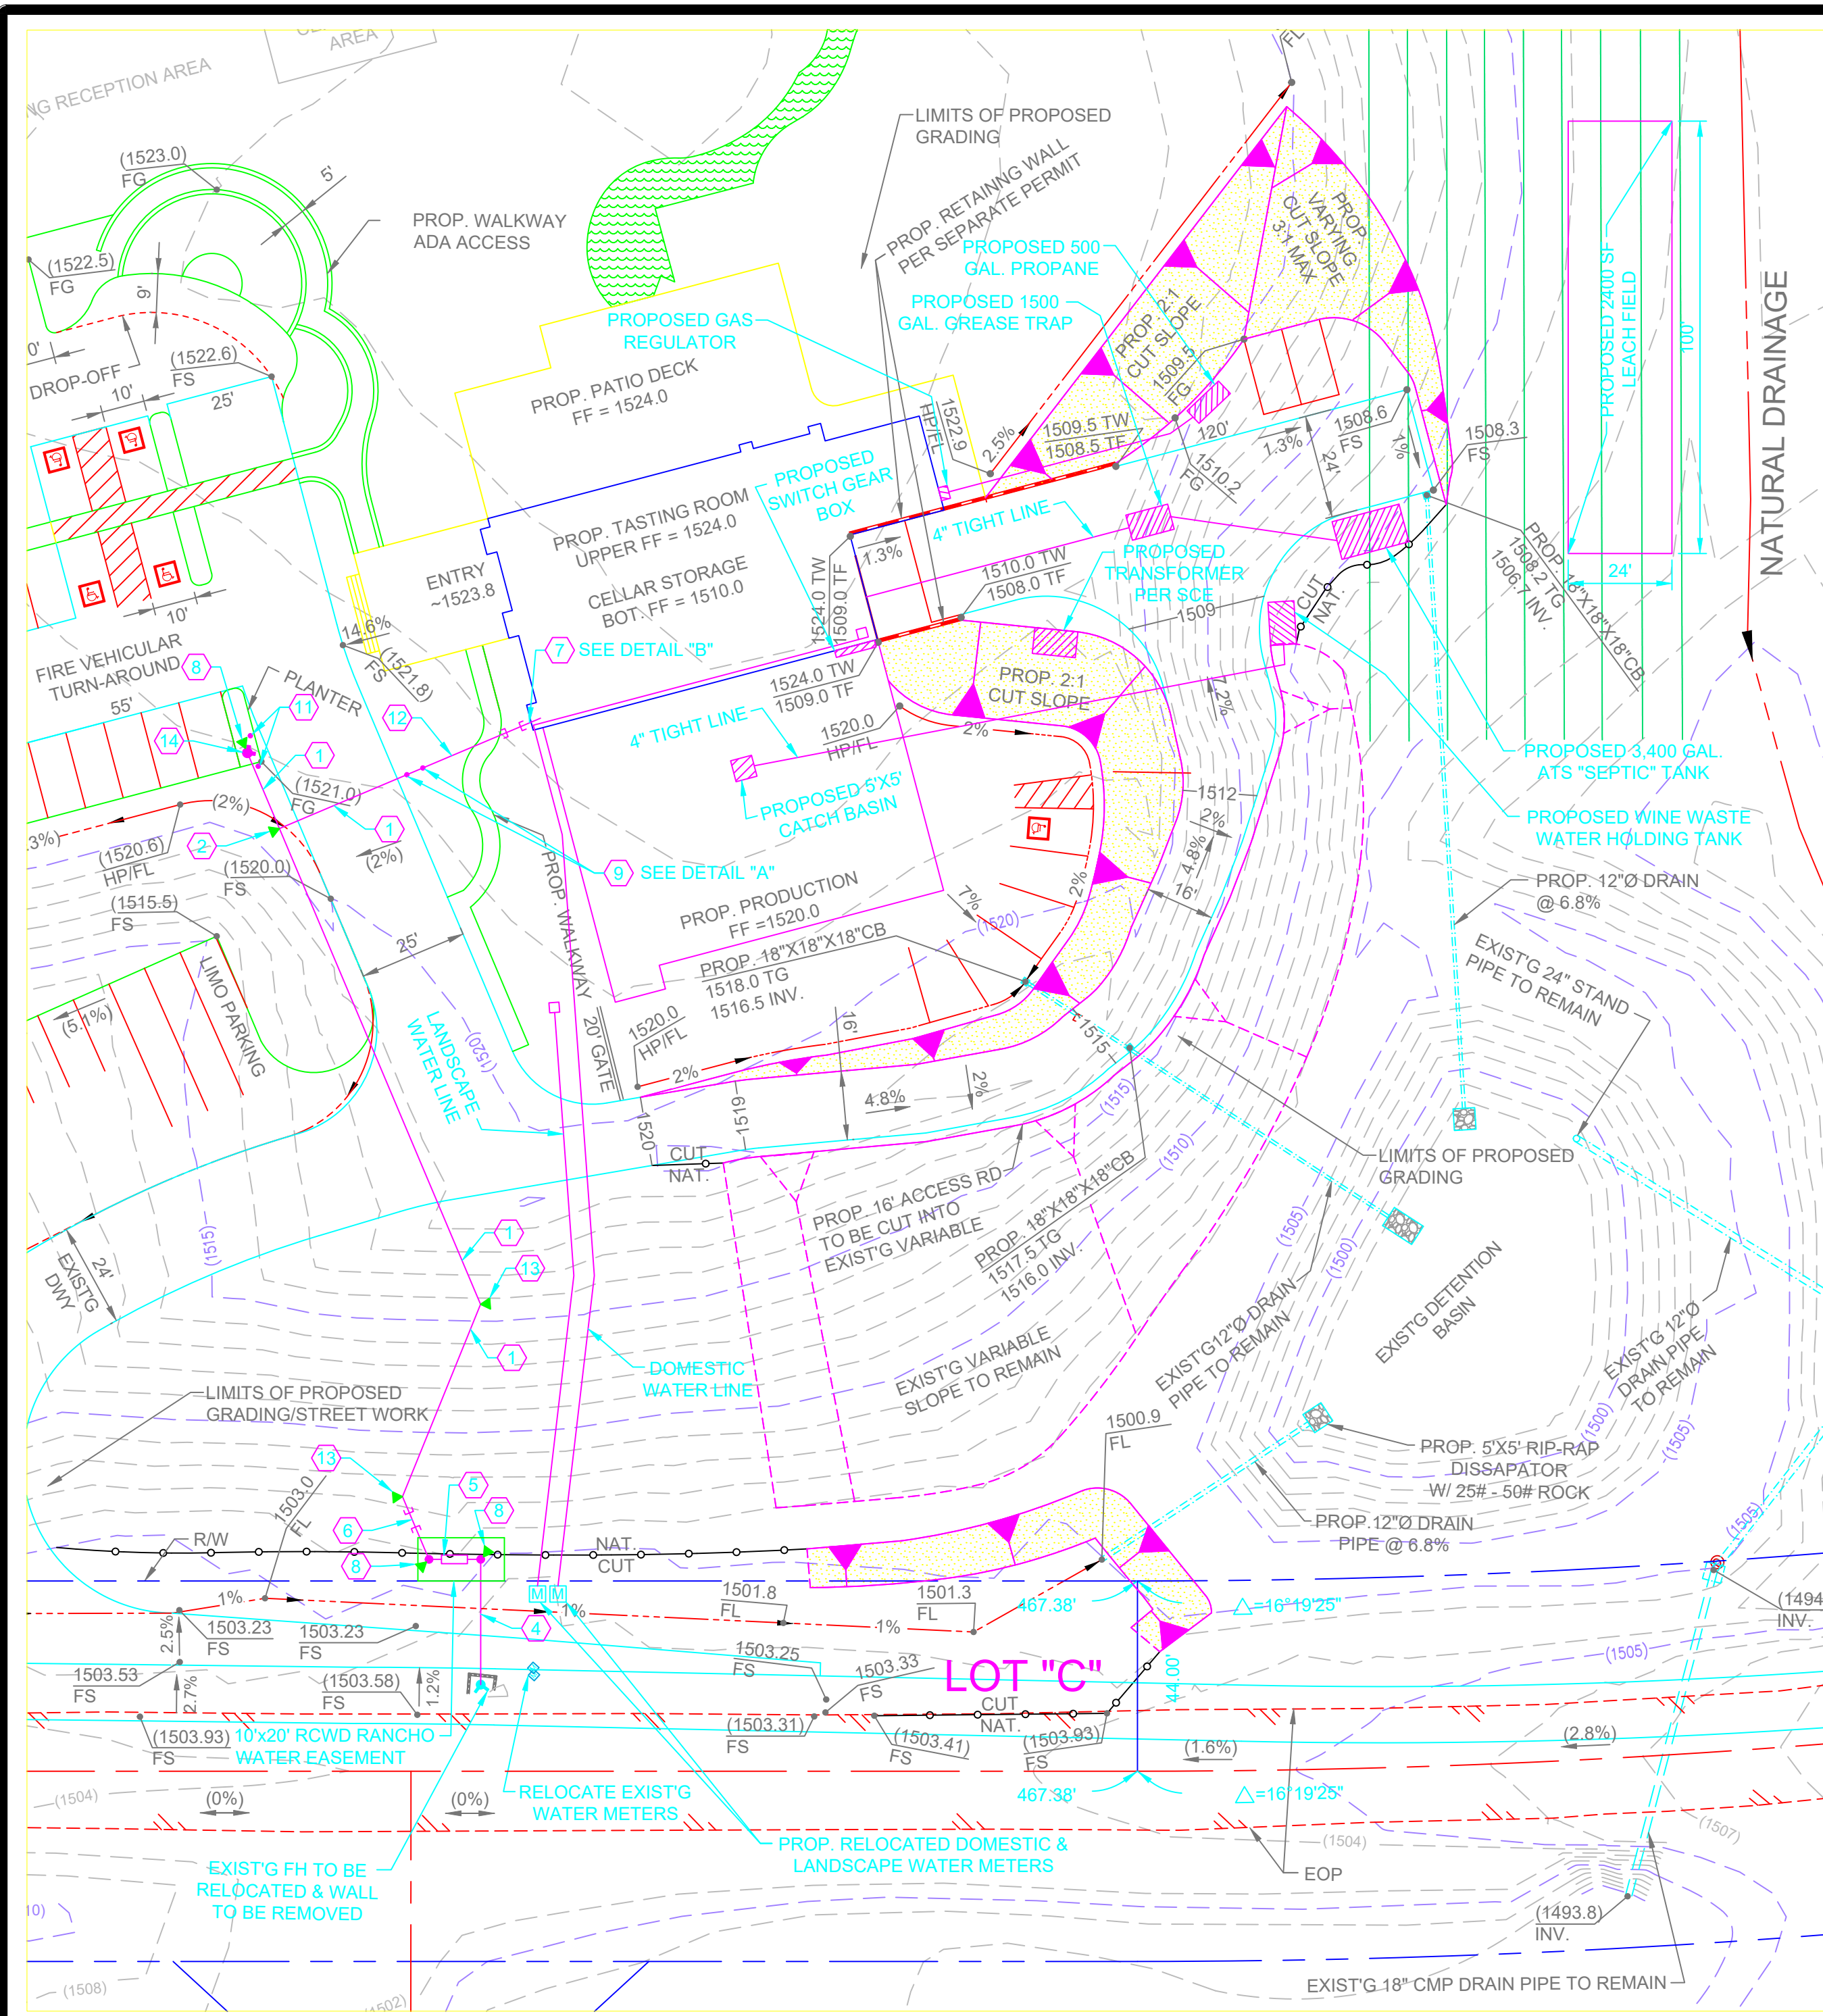 AREA
NG RECEPTION AREA
FL
LIMITS OF PROPOSED
GRADING
(1523.0)
FG
5'
PROP. WALKWAY
ADA ACCESS
PROP. RETAINING WALL
PER SEPARATE PERMIT
PROPOSED 500
GAL. PROPANE
PROP.
VARYING
CUT SLOPE
3:1 MAX
(1522.5)
FG
9'
PROPOSED 1500
GAL. GREASE TRAP
PROPOSED GAS
REGULATOR
PROP. 2:1
CUT SLOPE
PROPOSED 2400 SF
LEACH FIELD
100'
24'
NATURAL DRAINAGE
0'
DROP-OFF
10'
(1522.6)
FS
25'
PROP. PATIO DECK
FF = 1524.0
1522.9
HP/FL
2.5%
1509.5
FG
1509.5 TW
1508.5 TF
120'
1.3%
1510.2
FG
24'
1508.6
FS
1%
1508.3
FS
PROPOSED
SWITCH GEAR
BOX
PROP. TASTING ROOM
UPPER FF = 1524.0
CELLAR STORAGE
BOT. FF = 1510.0
ENTRY
~1523.8
1.3%
4" TIGHT LINE
1524.0 TW
1509.0 TF
1510.0 TW
1508.0 TF
PROPOSED
TRANSFORMER
PER SCE
1509
CUT
NAT.
PROP. 18"X18"X18"CB
1508.2 TG
1506.7 INV.
10'
14.6%
FS
(1521.8)
FIRE VEHICULAR
TURN-AROUND
55'
8
PLANTER
11
12
14
1
7
SEE DETAIL "B"
1524.0 TW
1509.0 TF
PROP. 2:1
CUT SLOPE
7.2%
4" TIGHT LINE
1520.0
HP/FL
2%
PROPOSED 3,400 GAL.
ATS "SEPTIC" TANK
PROPOSED 5'X5'
CATCH BASIN
1512
2%
4.8%
16'
PROPOSED WINE WASTE
WATER HOLDING TANK
(1521.0)
FG
(2%)
.3%)
(1520.6)
HP/FL
2
1
(2%)
(1520.0)
FS
9
SEE DETAIL "A"
PROP. WALKWAY
PROP. PRODUCTION
FF =1520.0
2%
7%
(1520)
PROP. 12"Ø DRAIN
@ 6.8%
(1515.5)
FS
25'
PROP. 18"X18"X18"CB
1518.0 TG
1516.5 INV.
EXIST'G 24" STAND
PIPE TO REMAIN
LIMO PARKING
(5.1%)
LANDSCAPE
WATER LINE
(1520)
20' GATE
1520.0
HP/FL
2%
16'
4.8%
2%
1515
(1515)
(1510)
1520
1519
CUT
NAT.
LIMITS OF PROPOSED
GRADING
PROP. 16' ACCESS RD
TO BE CUT INTO
EXIST'G VARIABLE
PROP. 18"X18"X18"CB
1517.5 TG
1516.0 INV.
(1505)
(1500)
(1515)
24'
EXISTG
DWY
1
13
1
EXIST'G DETENTION
BASIN
EXIST'G12"Ø DRAIN
PIPE TO REMAIN
EXIST'G 12"Ø
DRAIN PIPE
TO REMAIN
DOMESTIC
WATER LINE
EXIST'G VARIABLE
SLOPE TO REMAIN
LIMITS OF PROPOSED
GRADING/STREET WORK
1500.9
FL
(1500)
(1505)
PROP. 5'X5' RIP-RAP
DISSAPATOR
W/ 25# - 50# ROCK
13
5
8
6
8
1503.0
FL
R/W
NAT.
CUT
PROP.12"Ø DRAIN
PIPE @ 6.8%
(1505)
M
M
1%
1%
1501.8
FL
1501.3
FL
1%
467.38'
△=16°19'25"
(1494
INV.
2.5%
1503.23
FS
1503.23
FS
4
1503.53
FS
2.7%
(1503.58)
FS
1.2%
1503.25
FS
1503.33
FS
LOT "C"
44.00'
(1505)
CUT
NAT.
(1503.93)
FS
10'x20' RCWD RANCHO
WATER EASEMENT
(1503.31)
FS
(1503.41)
FS
(1503.93)
FS
(1.6%)
(2.8%)
(1504)
(0%)
(0%)
RELOCATE EXIST'G
WATER METERS
467.38'
△=16°19'25"
PROP. RELOCATED DOMESTIC &
LANDSCAPE WATER METERS
(1504)
(1507)
EOP
EXIST'G FH TO BE
RELOCATED & WALL
TO BE REMOVED
10)
(1493.8)
INV.
(1508)
(1502)
EXIST'G 18" CMP DRAIN PIPE TO REMAIN